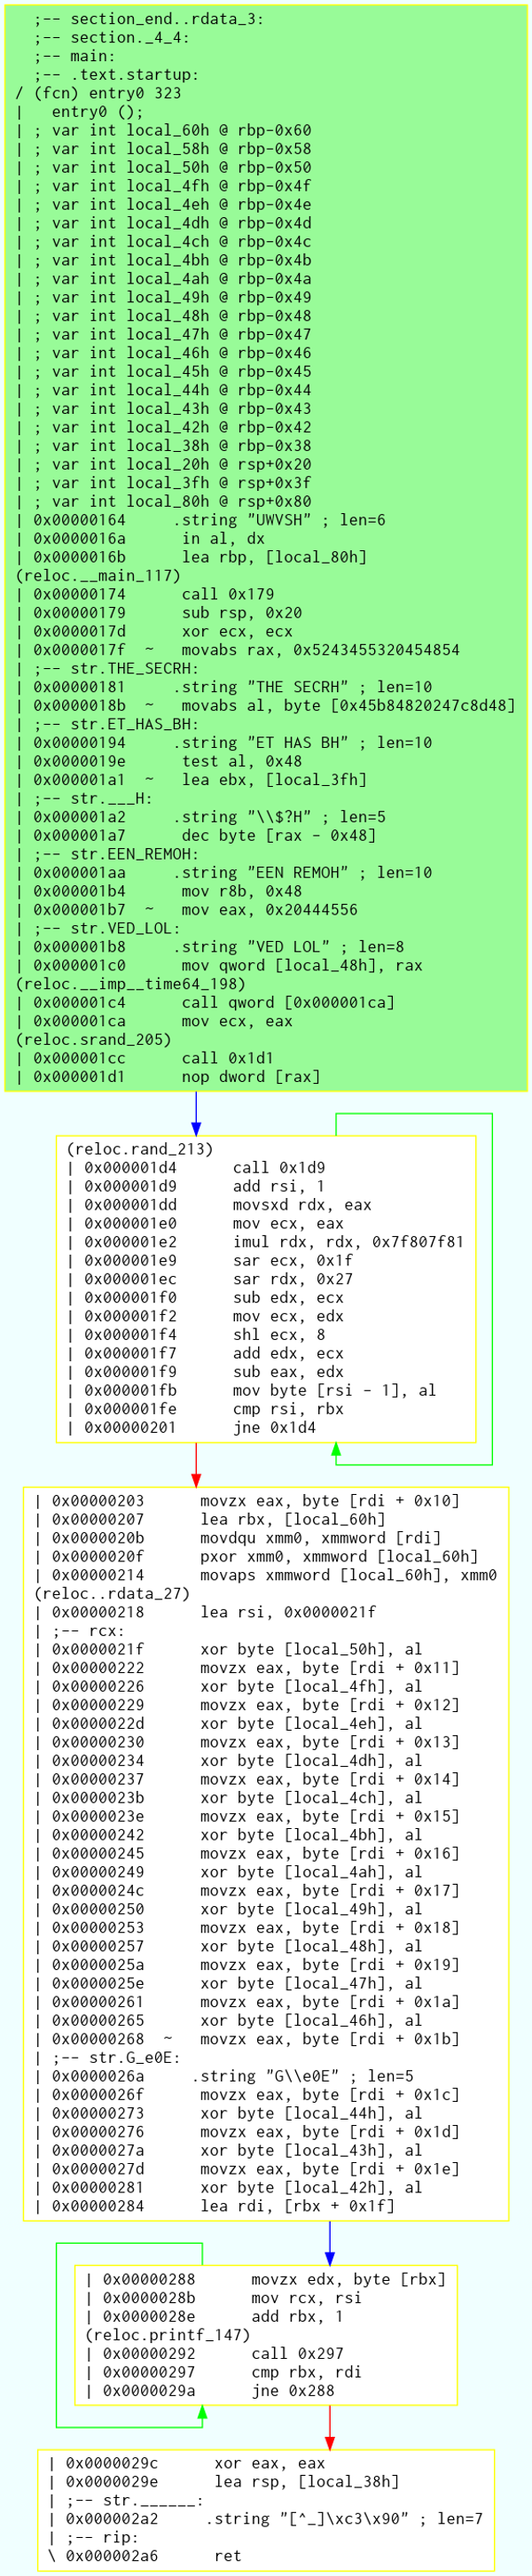 ;-- section_end..rdata_3:
;-- section._4_4:
;-- main:
;-- .text.startup:
/ (fcn) entry0 323
|   entry0 ();
| ; var int local_60h @ rbp-0x60
| ; var int local_58h @ rbp-0x58
| ; var int local_50h @ rbp-0x50
| ; var int local_4fh @ rbp-0x4f
| ; var int local_4eh @ rbp-0x4e
| ; var int local_4dh @ rbp-0x4d
| ; var int local_4ch @ rbp-0x4c
| ; var int local_4bh @ rbp-0x4b
| ; var int local_4ah @ rbp-0x4a
| ; var int local_49h @ rbp-0x49
| ; var int local_48h @ rbp-0x48
| ; var int local_47h @ rbp-0x47
| ; var int local_46h @ rbp-0x46
| ; var int local_45h @ rbp-0x45
| ; var int local_44h @ rbp-0x44
| ; var int local_43h @ rbp-0x43
| ; var int local_42h @ rbp-0x42
| ; var int local_38h @ rbp-0x38
| ; var int local_20h @ rsp+0x20
| ; var int local_3fh @ rsp+0x3f
| ; var int local_80h @ rsp+0x80
| 0x00000164     .string "UWVSH" ; len=6
| 0x0000016a      in al, dx
| 0x0000016b      lea rbp, [local_80h]
(reloc.__main_117)
| 0x00000174      call 0x179
| 0x00000179      sub rsp, 0x20
| 0x0000017d      xor ecx, ecx
| 0x0000017f  ~   movabs rax, 0x5243455320454854
| ;-- str.THE_SECRH:
| 0x00000181     .string "THE SECRH" ; len=10
| 0x0000018b  ~   movabs al, byte [0x45b84820247c8d48]
| ;-- str.ET_HAS_BH:
| 0x00000194     .string "ET HAS BH" ; len=10
| 0x0000019e      test al, 0x48
| 0x000001a1  ~   lea ebx, [local_3fh]
| ;-- str.___H:
| 0x000001a2     .string "\\$?H" ; len=5
| 0x000001a7      dec byte [rax - 0x48]
| ;-- str.EEN_REMOH:
| 0x000001aa     .string "EEN REMOH" ; len=10
| 0x000001b4      mov r8b, 0x48
| 0x000001b7  ~   mov eax, 0x20444556
| ;-- str.VED_LOL:
| 0x000001b8     .string "VED LOL" ; len=8
| 0x000001c0      mov qword [local_48h], rax
(reloc.__imp__time64_198)
| 0x000001c4      call qword [0x000001ca]
| 0x000001ca      mov ecx, eax
(reloc.srand_205)
| 0x000001cc      call 0x1d1
| 0x000001d1      nop dword [rax]
(reloc.rand_213)
| 0x000001d4      call 0x1d9
| 0x000001d9      add rsi, 1
| 0x000001dd      movsxd rdx, eax
| 0x000001e0      mov ecx, eax
| 0x000001e2      imul rdx, rdx, 0x7f807f81
| 0x000001e9      sar ecx, 0x1f
| 0x000001ec      sar rdx, 0x27
| 0x000001f0      sub edx, ecx
| 0x000001f2      mov ecx, edx
| 0x000001f4      shl ecx, 8
| 0x000001f7      add edx, ecx
| 0x000001f9      sub eax, edx
| 0x000001fb      mov byte [rsi - 1], al
| 0x000001fe      cmp rsi, rbx
| 0x00000201      jne 0x1d4
| 0x00000203      movzx eax, byte [rdi + 0x10]
| 0x00000207      lea rbx, [local_60h]
| 0x0000020b      movdqu xmm0, xmmword [rdi]
| 0x0000020f      pxor xmm0, xmmword [local_60h]
| 0x00000214      movaps xmmword [local_60h], xmm0
(reloc..rdata_27)
| 0x00000218      lea rsi, 0x0000021f
| ;-- rcx:
| 0x0000021f      xor byte [local_50h], al
| 0x00000222      movzx eax, byte [rdi + 0x11]
| 0x00000226      xor byte [local_4fh], al
| 0x00000229      movzx eax, byte [rdi + 0x12]
| 0x0000022d      xor byte [local_4eh], al
| 0x00000230      movzx eax, byte [rdi + 0x13]
| 0x00000234      xor byte [local_4dh], al
| 0x00000237      movzx eax, byte [rdi + 0x14]
| 0x0000023b      xor byte [local_4ch], al
| 0x0000023e      movzx eax, byte [rdi + 0x15]
| 0x00000242      xor byte [local_4bh], al
| 0x00000245      movzx eax, byte [rdi + 0x16]
| 0x00000249      xor byte [local_4ah], al
| 0x0000024c      movzx eax, byte [rdi + 0x17]
| 0x00000250      xor byte [local_49h], al
| 0x00000253      movzx eax, byte [rdi + 0x18]
| 0x00000257      xor byte [local_48h], al
| 0x0000025a      movzx eax, byte [rdi + 0x19]
| 0x0000025e      xor byte [local_47h], al
| 0x00000261      movzx eax, byte [rdi + 0x1a]
| 0x00000265      xor byte [local_46h], al
| 0x00000268  ~   movzx eax, byte [rdi + 0x1b]
| ;-- str.G_e0E:
| 0x0000026a     .string "G\\e0E" ; len=5
| 0x0000026f      movzx eax, byte [rdi + 0x1c]
| 0x00000273      xor byte [local_44h], al
| 0x00000276      movzx eax, byte [rdi + 0x1d]
| 0x0000027a      xor byte [local_43h], al
| 0x0000027d      movzx eax, byte [rdi + 0x1e]
| 0x00000281      xor byte [local_42h], al
| 0x00000284      lea rdi, [rbx + 0x1f]
| 0x00000288      movzx edx, byte [rbx]
| 0x0000028b      mov rcx, rsi
| 0x0000028e      add rbx, 1
(reloc.printf_147)
| 0x00000292      call 0x297
| 0x00000297      cmp rbx, rdi
| 0x0000029a      jne 0x288
| 0x0000029c      xor eax, eax
| 0x0000029e      lea rsp, [local_38h]
| ;-- str.______:
| 0x000002a2     .string "[^_]\xc3\x90" ; len=7
| ;-- rip:
\ 0x000002a6      ret